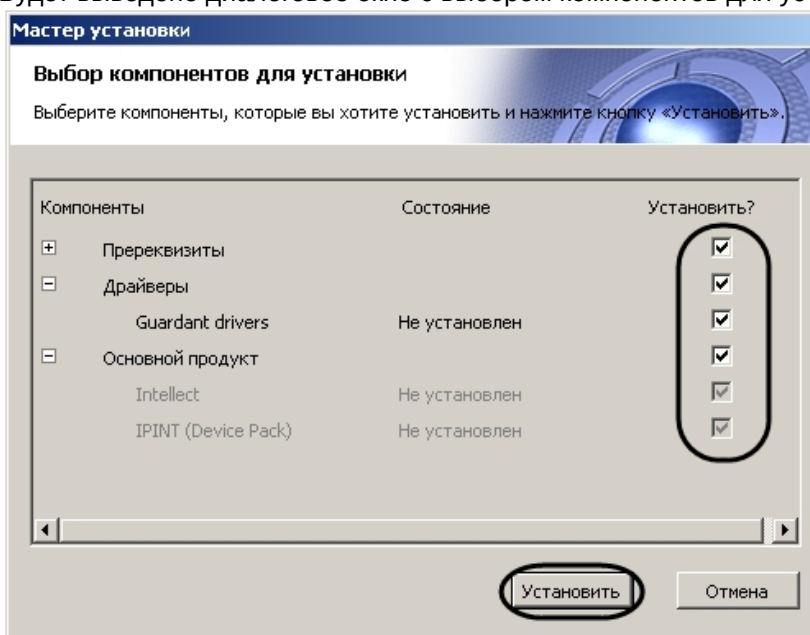 Мастер установки
Выбор компонентов для установки
Выберите компоненты, которые вы хотите установить и нажмите кнопку «Установить».
Компоненты Состояние Установить?
Пререквизиты
Драйверы
Guardant drivers Не установлен
Основной продукт
Intellect Не установлен
IPINT (Device Pack) Не установлен
Установить Отмена